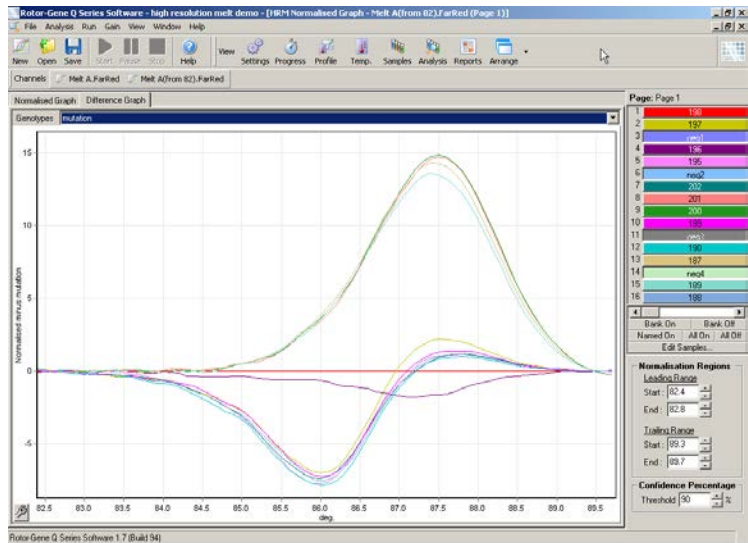 Rotor-Gene Q Series Software - high resolution melt demo - [HRM Normalised Graph - Melt A(from 82).FarRed (Page 1)]
File Analysis Run Gain View Window Help
New Open Save Start Pause Stop Help View Settings Progress Profile Temp. Samples Analysis Reports Arrange
Channels Melt A.FarRed Melt A(from 82).FarRed
Normalised Graph Difference Graph
Genotypes mutation
Normalised minus mutation
15
10
5
0
-5
82.5 83.0 83.5 84.0 84.5 85.0 85.5 86.0 86.5 87.0 87.5 88.0 88.5 89.0 89.5
deg.
Page: Page 1
1 198
2 197
3 neg1
4 196
5 195
6 neg2
7 202
8 201
9 200
10
11 neg3
12 190
13 187
14 neg4
15 189
16 188
Bank On Bank Off
Named On All On All Off
Edit Samples...
Normalisation Regions
Leading Range
Start: 82.4
End: 82.8
Trailing Range
Start: 89.3
End: 89.7
Confidence Percentage
Threshold 90 %
Rotor-Gene Q Series Software 1.7 (Build 94)